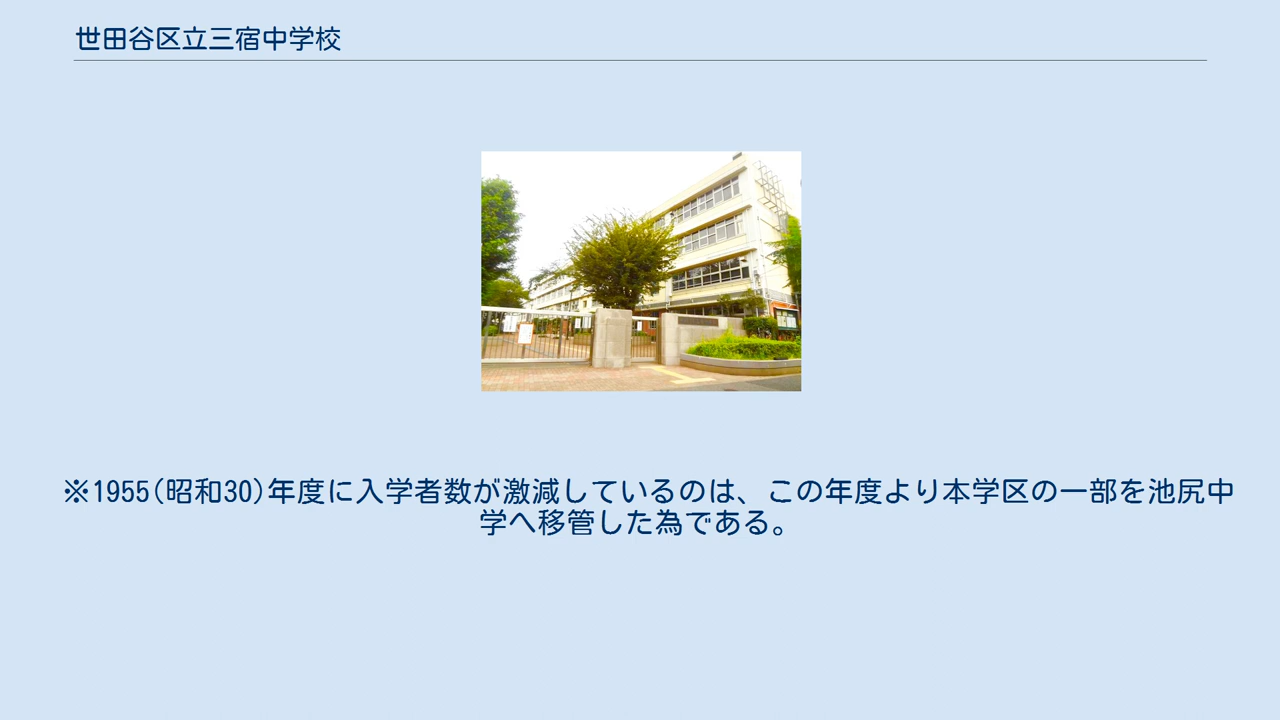 世田谷区立三宿中学校
※1955(昭和30)年度に入学者数が激減しているのは、この年度より本学区の一部を池尻中
学へ移管した為である。